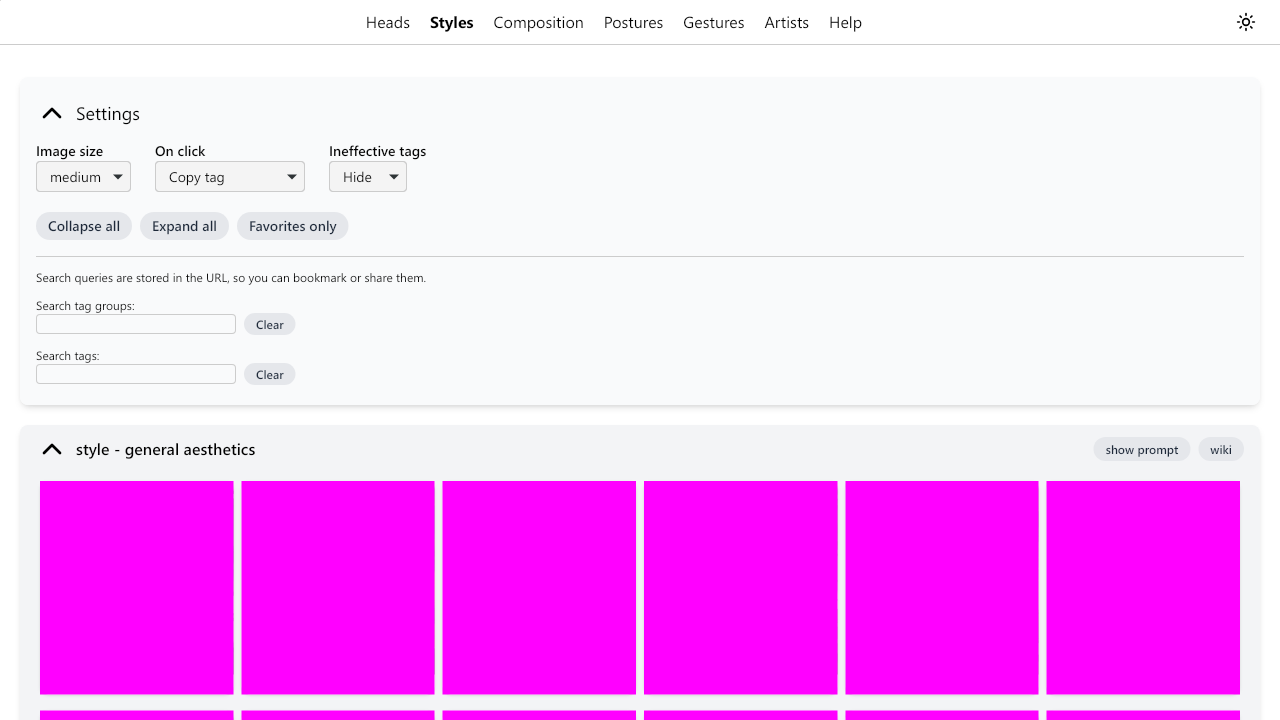 Heads Styles Composition Postures Gestures Artists Help
Settings
Image size On click Ineffective tags
medium Copy tag Hide
Collapse all Expand all Favorites only
Search queries are stored in the URL, so you can bookmark or share them.
Search tag groups:
Clear
Search tags:
Clear
style - general aesthetics show prompt wiki